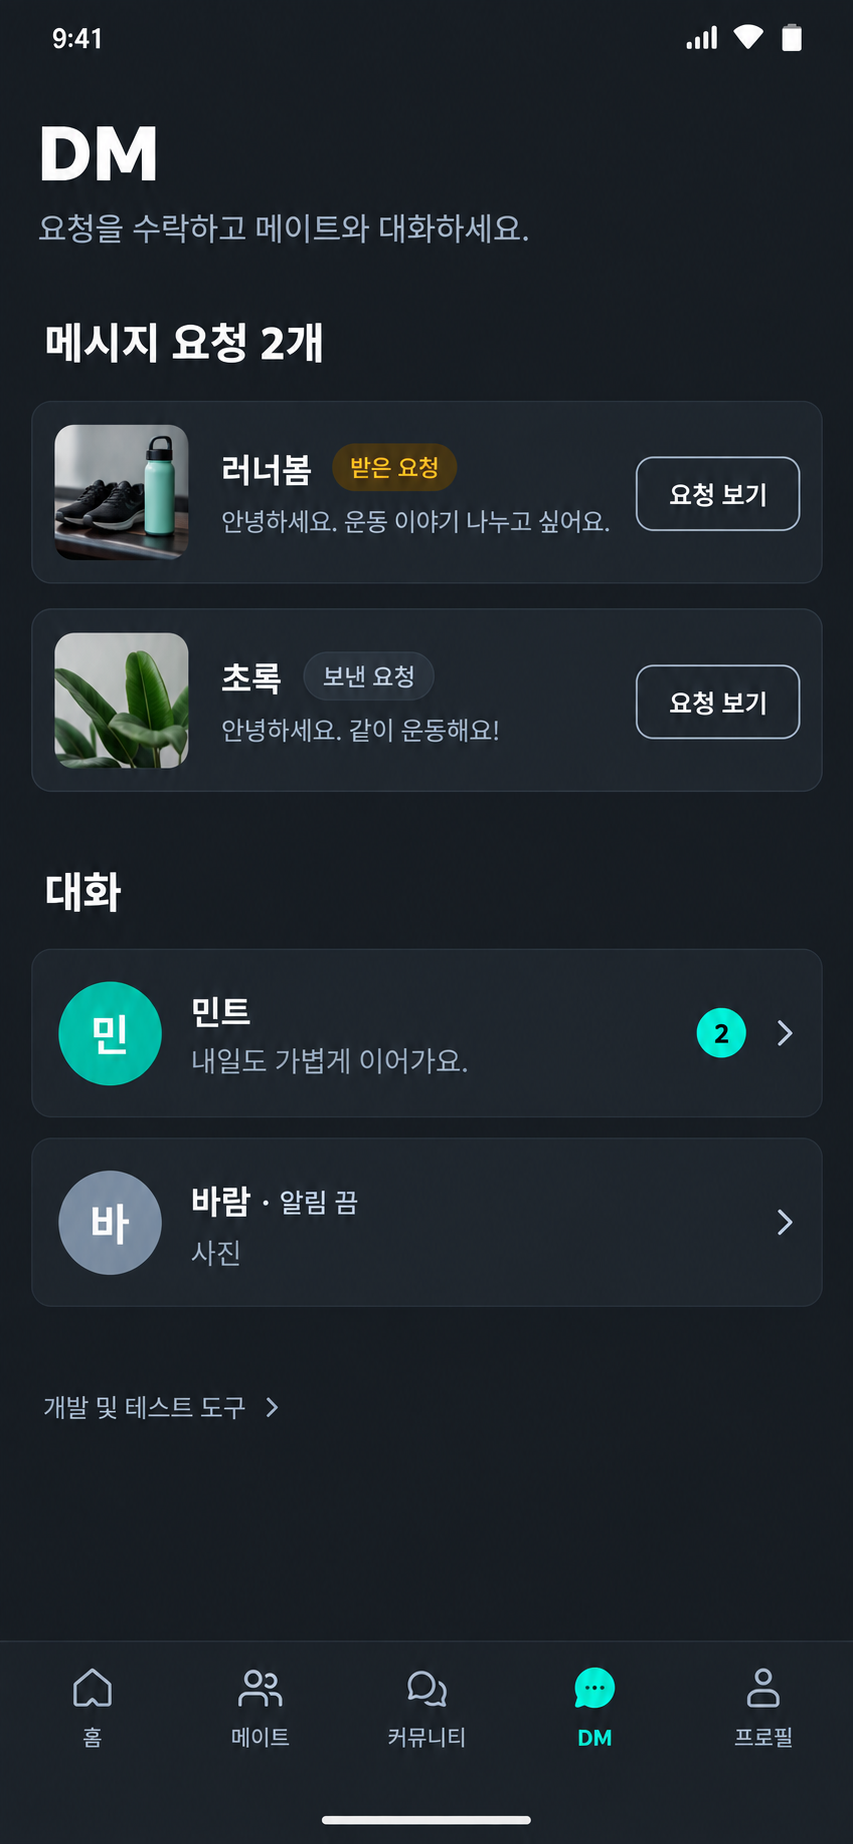 9:41
DM
요청을 수락하고 메이트와 대화하세요.
메시지 요청 2개
러너봄 받은 요청
안녕하세요. 운동 이야기 나누고 싶어요.
요청 보기
초록 보낸 요청
안녕하세요. 같이 운동해요!
요청 보기
대화
민
민트
내일도 가볍게 이어가요.
2
바
바람 · 알림 끔
사진
개발 및 테스트 도구
홈
메이트
커뮤니티
DM
프로필